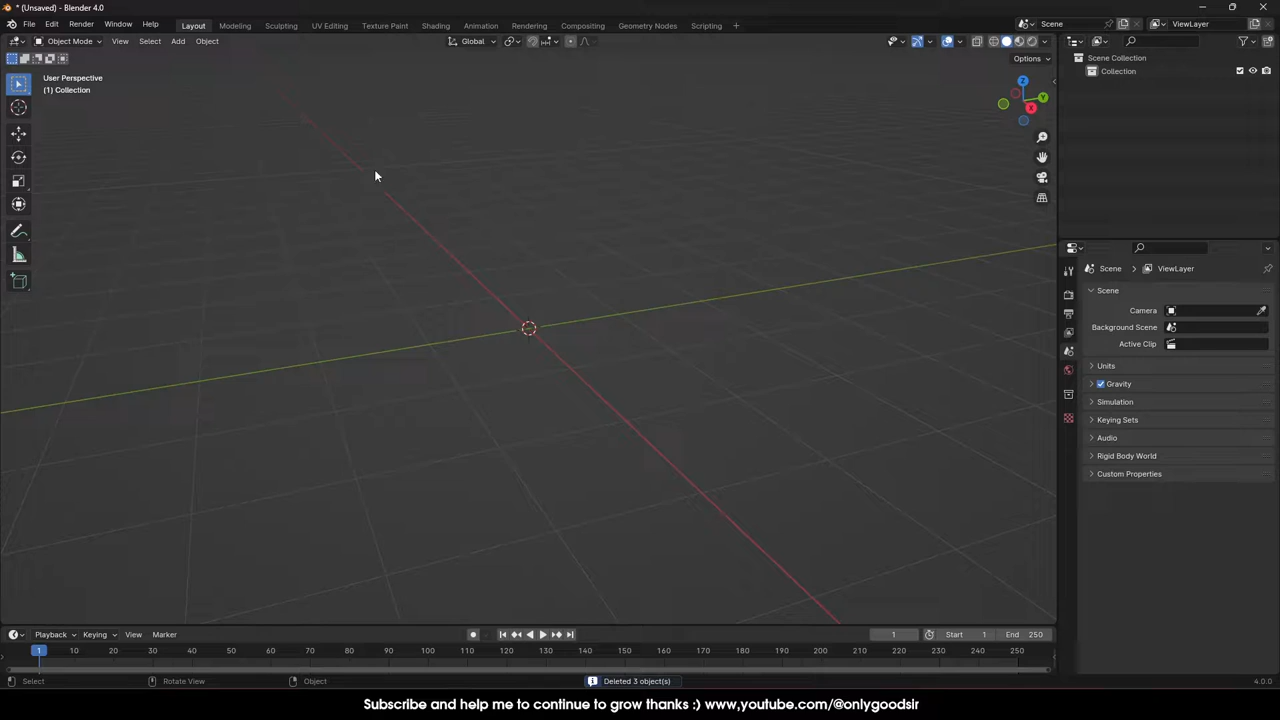 * (Unsaved) - Blender 4.0
File Edit Render Window Help Layout Modeling Sculpting UV Editing Texture Paint Shading Animation Rendering Compositing Geometry Nodes Scripting + Scene ViewLayer
Object Mode View Select Add Object Global
Options
User Perspective
(1) Collection
Z
Y
X
Scene Collection
Collection
Scene ViewLayer
Scene
Camera
Background Scene
Active Clip
Units
Gravity
Simulation
Keying Sets
Audio
Rigid Body World
Custom Properties
Playback Keying View Marker 1 Start 1 End 250
1 10 20 30 40 50 60 70 80 90 100 110 120 130 140 150 160 170 180 190 200 210 220 230 240 250
Select Rotate View Object Deleted 3 object(s) 4.0.0
Subscribe and help me to continue to grow thanks :) www,youtube.com/@onlygoodsir